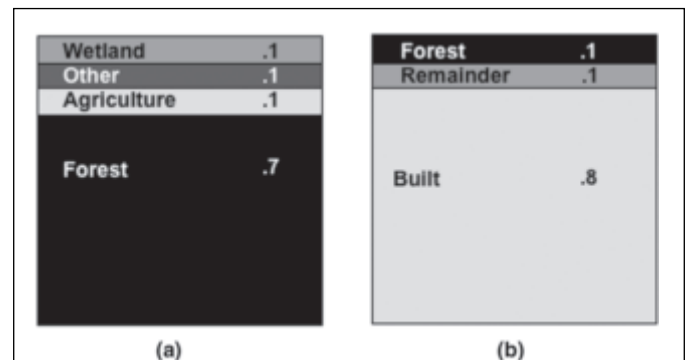 Wetland .1
Other .1
Agriculture .1
Forest .7
(a)
Forest .1
Remainder .1
Built .8
(b)